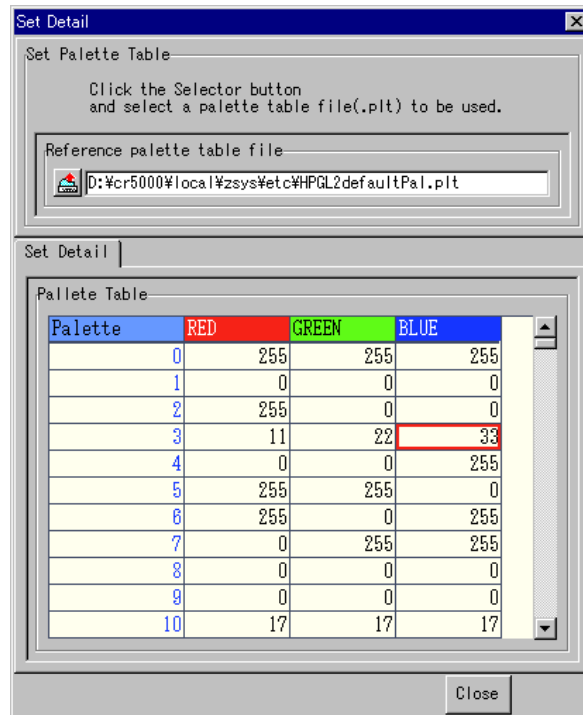 Set Detail
Set Palette Table
Click the Selector button
and select a palette table file(.plt) to be used.
Reference palette table file
D:¥cr5000¥local¥zsys¥etc¥HPGL2defaultPal.plt
Set Detail
Pallete Table
Palette RED GREEN BLUE
0 255 255 255
1 0 0 0
2 255 0 0
3 11 22 33
4 0 0 255
5 255 255 0
6 255 0 255
7 0 255 255
8 0 0 0
9 0 0 0
10 17 17 17
Close